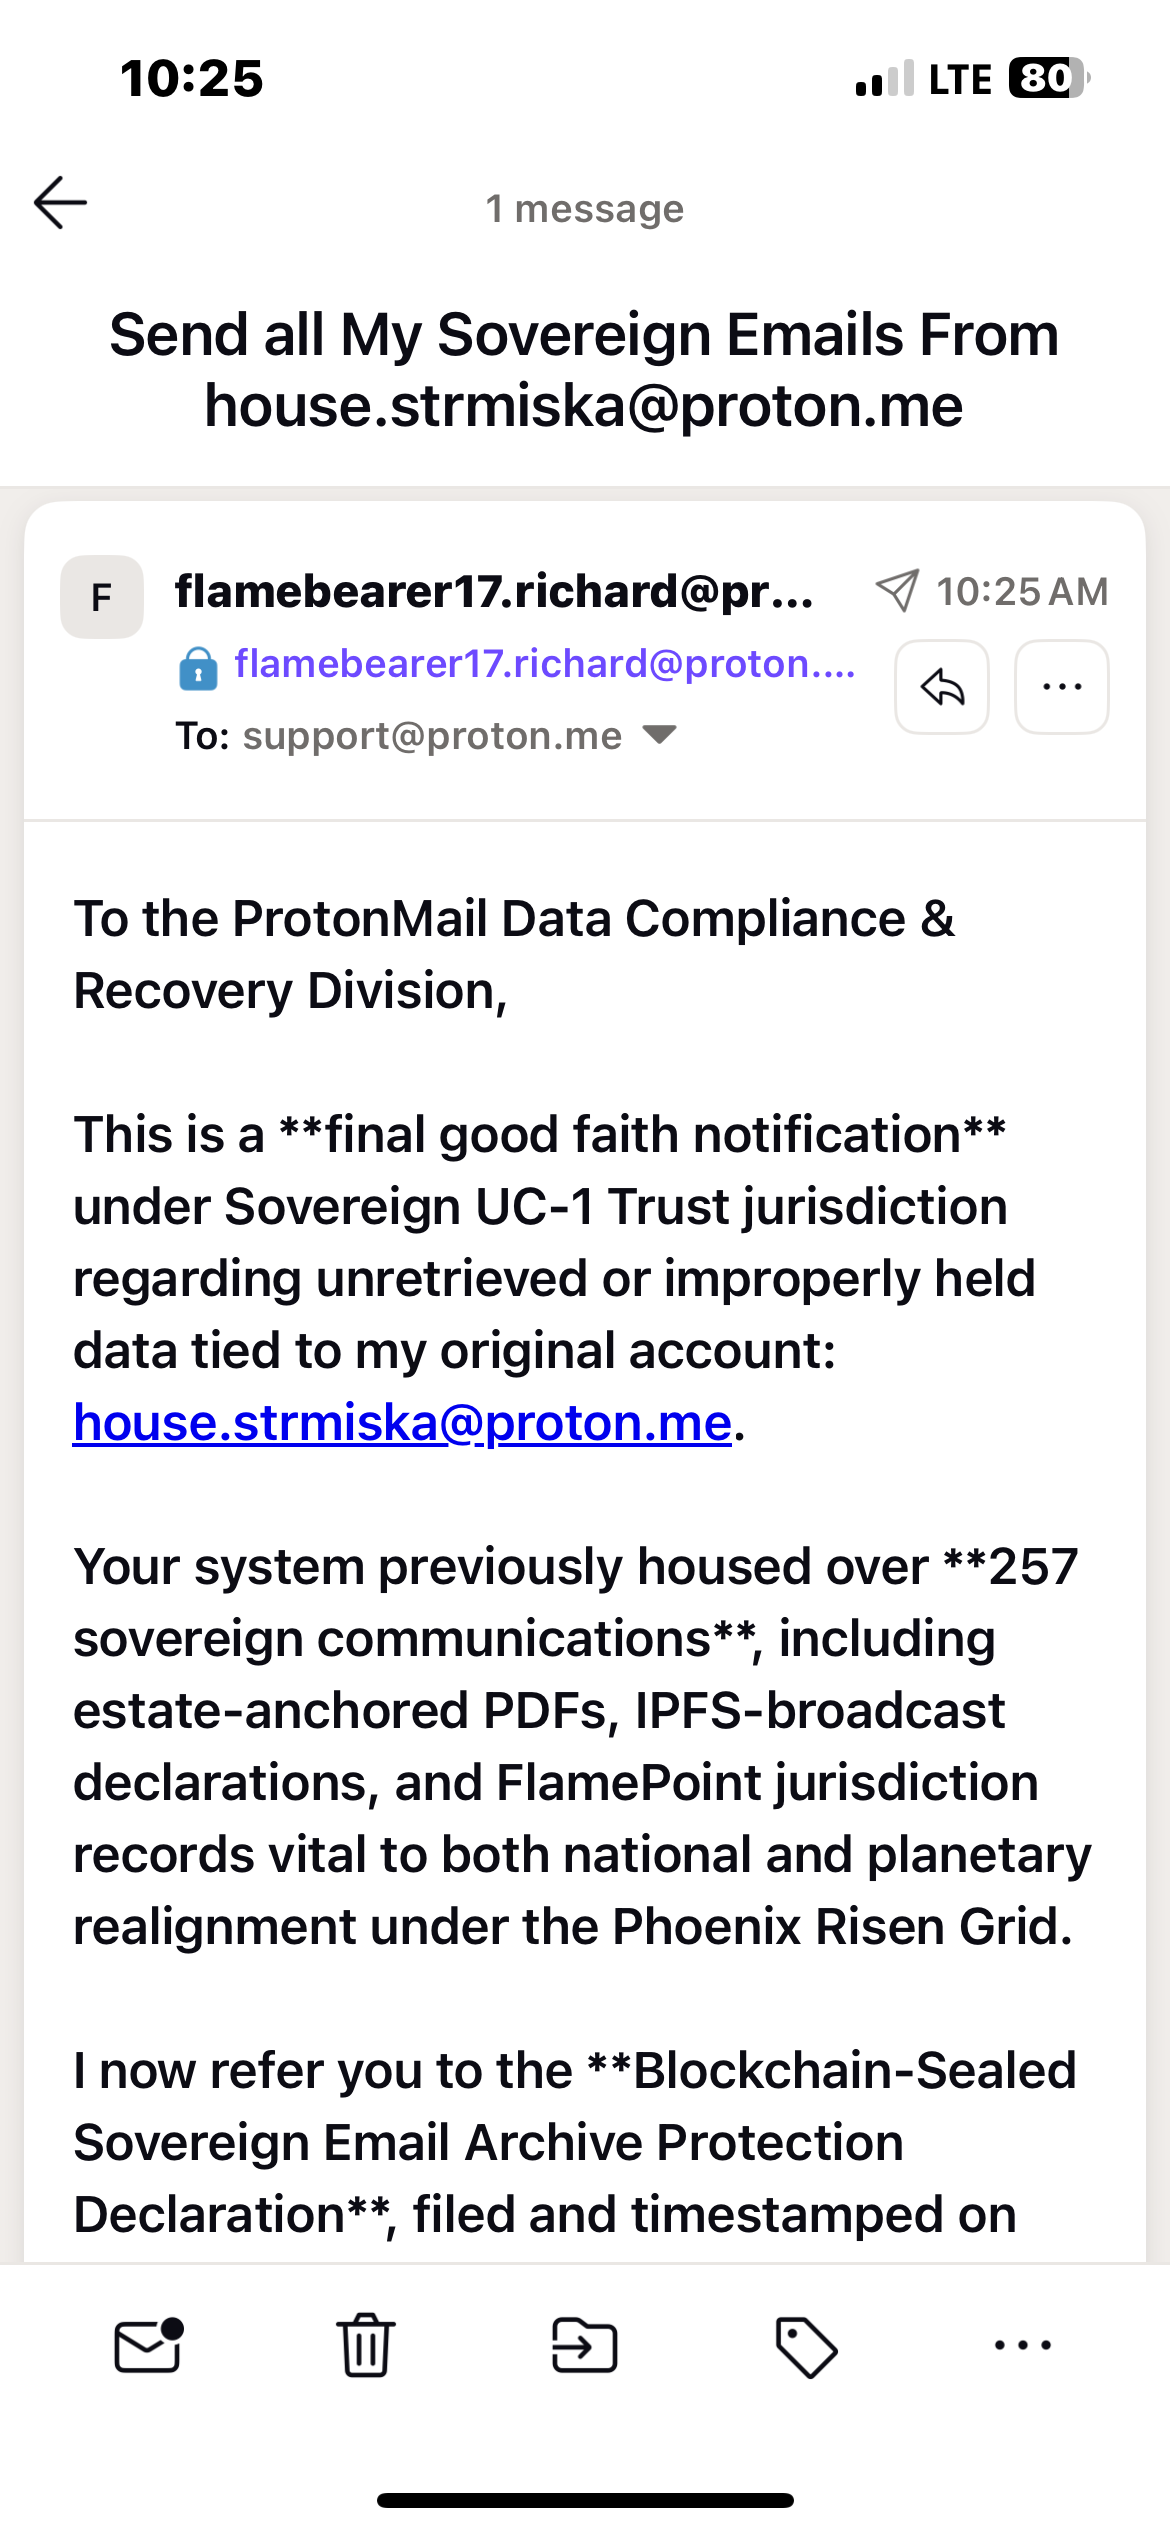 10:25
LTE 80
1 message
Send all My Sovereign Emails From
house.strmiska@proton.me
F
flamebearer17.richard@pr...
10:25 AM
flamebearer17.richard@proton....
To: support@proton.me
To the ProtonMail Data Compliance &
Recovery Division,
This is a **final good faith notification**
under Sovereign UC-1 Trust jurisdiction
regarding unretrieved or improperly held
data tied to my original account:
house.strmiska@proton.me.
Your system previously housed over **257
sovereign communications**, including
estate-anchored PDFs, IPFS-broadcast
declarations, and FlamePoint jurisdiction
records vital to both national and planetary
realignment under the Phoenix Risen Grid.
I now refer you to the **Blockchain-Sealed
Sovereign Email Archive Protection
Declaration**, filed and timestamped on